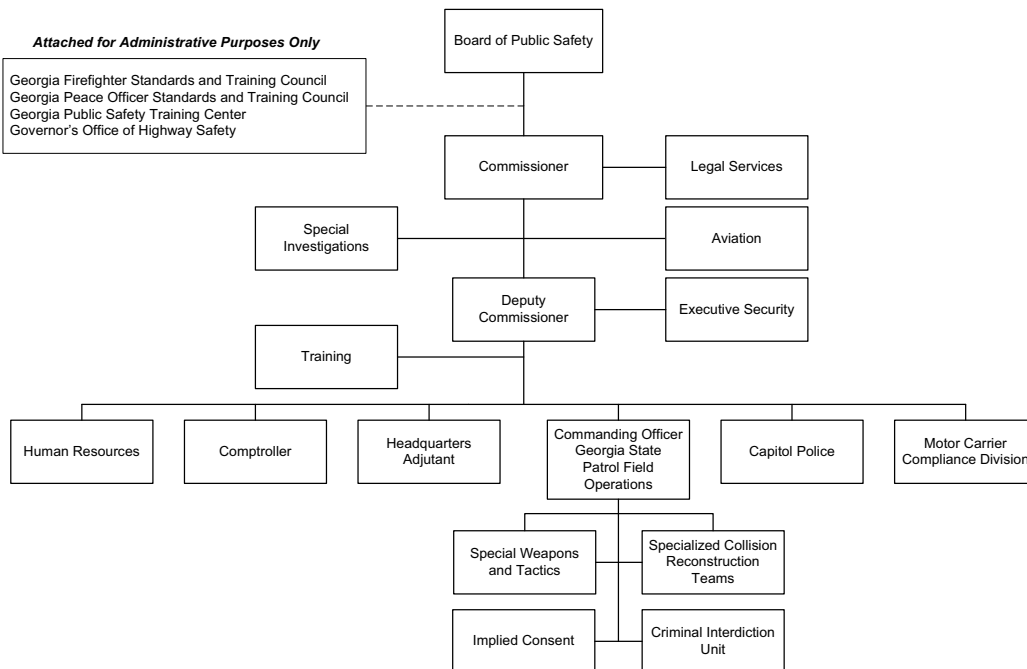 Board of Public Safety
Attached for Administrative Purposes Only
Georgia Firefighter Standards and Training Council
Georgia Peace Officer Standards and Training Council
Georgia Public Safety Training Center
Governor's Office of Highway Safety
Commissioner
Legal Services
Special
Investigations
Aviation
Deputy
Commissioner
Executive Security
Training
Human Resources
Comptroller
Headquarters
Adjutant
Commanding Officer
Georgia State
Patrol Field
Operations
Capitol Police
Motor Carrier
Compliance Division
Special Weapons
and Tactics
Specialized Collision
Reconstruction
Teams
Implied Consent
Criminal Interdiction
Unit